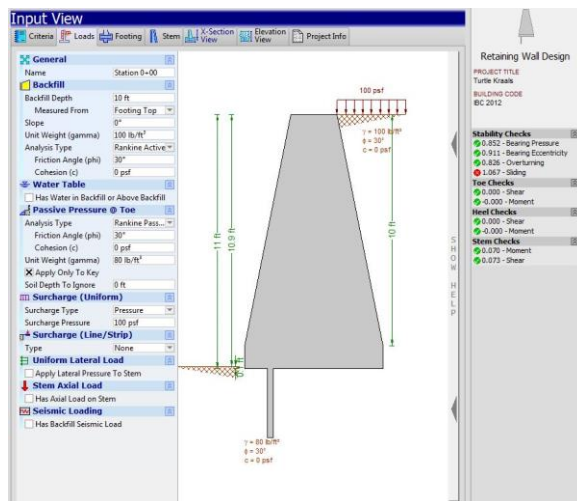 Input View
Criteria Loads Footing Stem X-Section View Elevation View Project Info
General
Name Station 0+00
Backfill
Backfill Depth 10 ft
Measured From Footing Top
Slope 0°
Unit Weight (gamma) 100 lb/ft³
Analysis Type Rankine Active
Friction Angle (phi) 30°
Cohesion (c) 0 psf
Water Table
Has Water in Backfill or Above Backfill
Passive Pressure @ Toe
Analysis Type Rankine Pass...
Friction Angle (phi) 30°
Cohesion (c) 0 psf
Unit Weight (gamma) 80 lb/ft³
Apply Only To Key
Soil Depth To Ignore 0 ft
Surcharge (Uniform)
Surcharge Type Pressure
Surcharge Pressure 100 psf
Surcharge (Line/Strip)
Type None
Uniform Lateral Load
Apply Lateral Pressure To Stem
Stem Axial Load
Has Axial Load on Stem
Seismic Loading
Has Backfill Seismic Load
100 psf
γ = 100 lb/ft³
ϕ = 30°
c = 0 psf
11 ft
10.9 ft
10 ft
γ = 80 lb/ft³
ϕ = 30°
c = 0 psf
SHOW HELP
Retaining Wall Design
PROJECT TITLE
Turtle Kraals
BUILDING CODE
IBC 2012
Stability Checks
0.852 - Bearing Pressure
0.911 - Bearing Eccentricity
0.826 - Overturning
1.067 - Sliding
Toe Checks
0.000 - Shear
-0.000 - Moment
Heel Checks
0.000 - Shear
-0.000 - Moment
Stem Checks
0.070 - Moment
0.073 - Shear